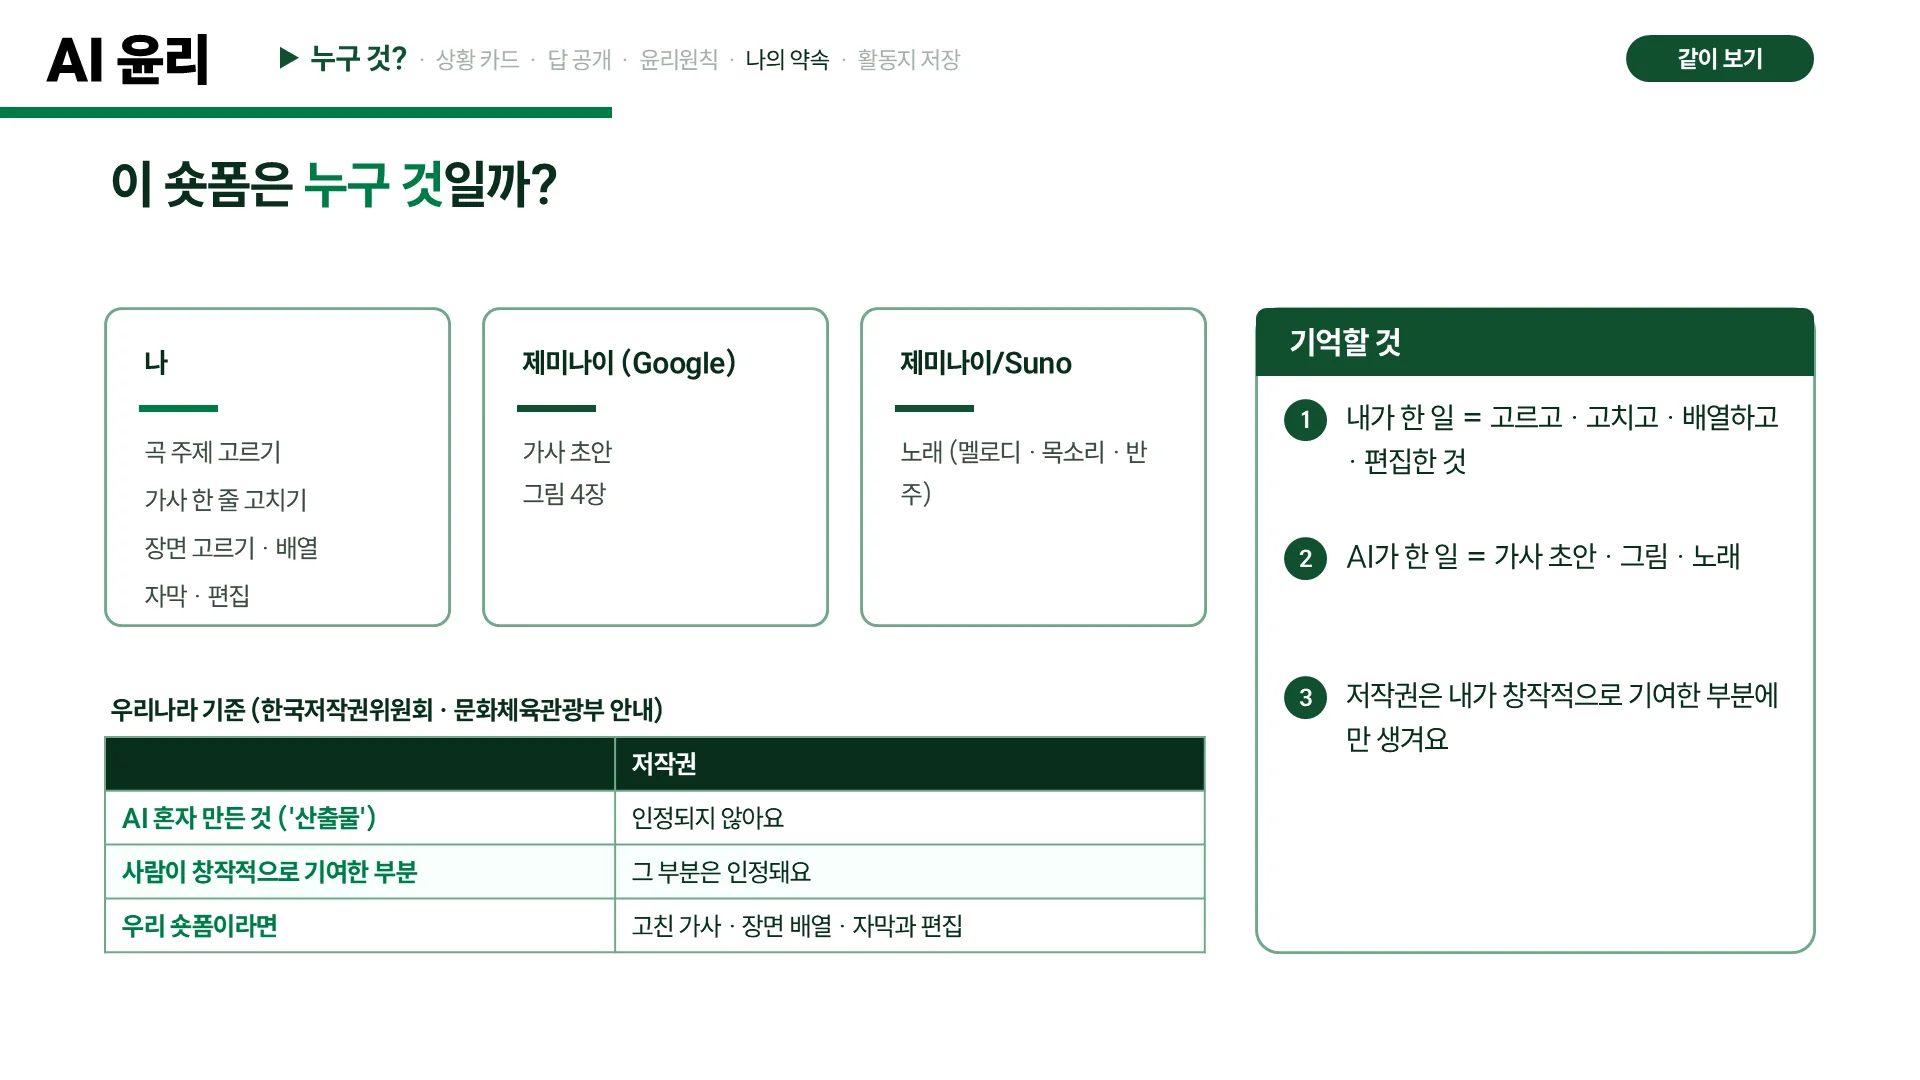 AI 윤리
▶ 누구 것? · 상황 카드 · 답 공개 · 윤리원칙 · 나의 약속 · 활동지 저장
같이 보기
이 숏폼은 누구 것일까?
나
곡 주제 고르기
가사 한 줄 고치기
장면 고르기 · 배열
자막 · 편집
제미나이 (Google)
가사 초안
그림 4장
제미나이/Suno
노래 (멜로디 · 목소리 · 반
주)
우리나라 기준 (한국저작권위원회 · 문화체육관광부 안내)
저작권
AI 혼자 만든 것 ('산출물') 인정되지 않아요
사람이 창작적으로 기여한 부분 그 부분은 인정돼요
우리 숏폼이라면 고친 가사 · 장면 배열 · 자막과 편집
기억할 것
1 내가 한 일 = 고르고 · 고치고 · 배열하고
· 편집한 것
2 AI가 한 일 = 가사 초안 · 그림 · 노래
3 저작권은 내가 창작적으로 기여한 부분에
만 생겨요